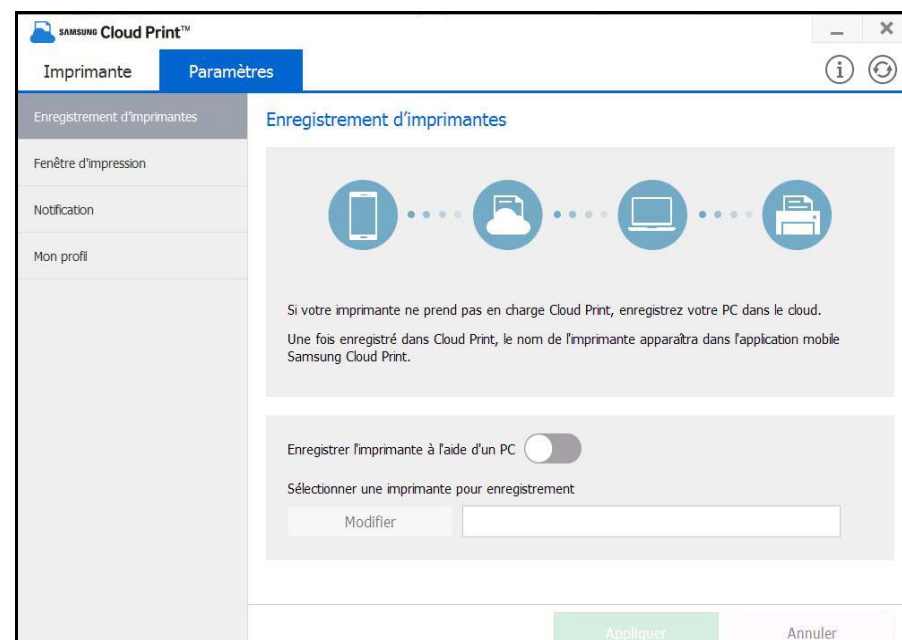 SAMSUNG Cloud Print™
Imprimante
Paramètres
Enregistrement d'imprimantes
Fenêtre d'impression
Notification
Mon profil
Enregistrement d'imprimantes
Si votre imprimante ne prend pas en charge Cloud Print, enregistrez votre PC dans le cloud.
Une fois enregistré dans Cloud Print, le nom de l'imprimante apparaîtra dans l'application mobile
Samsung Cloud Print.
Enregistrer l'imprimante à l'aide d'un PC
Sélectionner une imprimante pour enregistrement
Modifier
Appliquer
Annuler